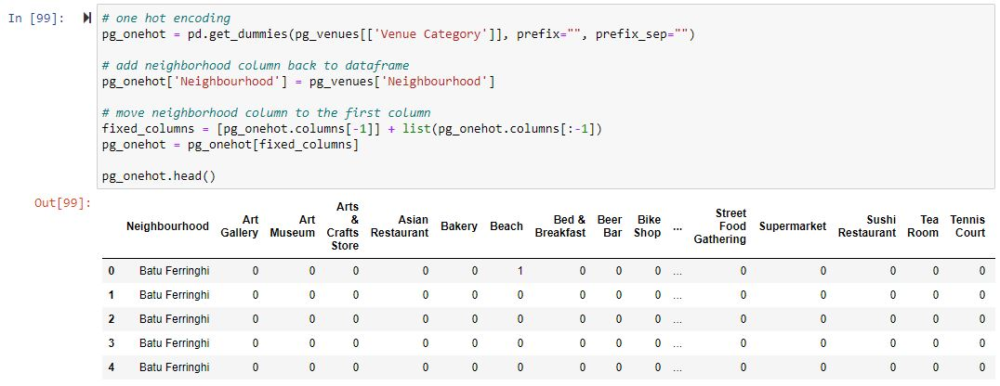 In [99]:
# one hot encoding
pg_onehot = pd.get_dummies(pg_venues[['Venue Category']], prefix="", prefix_sep="")
# add neighborhood column back to dataframe
pg_onehot['Neighbourhood'] = pg_venues['Neighbourhood']
# move neighborhood column to the first column
fixed_columns = [pg_onehot.columns[-1]] + list(pg_onehot.columns[:-1])
pg_onehot = pg_onehot[fixed_columns]
pg_onehot.head()
Out[99]:
Neighbourhood Art Gallery Art Museum Arts & Crafts Store Asian Restaurant Bakery Beach Bed & Breakfast Beer Bar Bike Shop ... Street Food Gathering Supermarket Sushi Restaurant Tea Room Tennis Court
0 Batu Ferringhi 0 0 0 0 0 1 0 0 0 ... 0 0 0 0 0
1 Batu Ferringhi 0 0 0 0 0 0 0 0 0 ... 0 0 0 0 0
2 Batu Ferringhi 0 0 0 0 0 0 0 0 0 ... 0 0 0 0 0
3 Batu Ferringhi 0 0 0 0 0 0 0 0 0 ... 0 0 0 0 0
4 Batu Ferringhi 0 0 0 0 0 0 0 0 0 ... 0 0 0 0 0